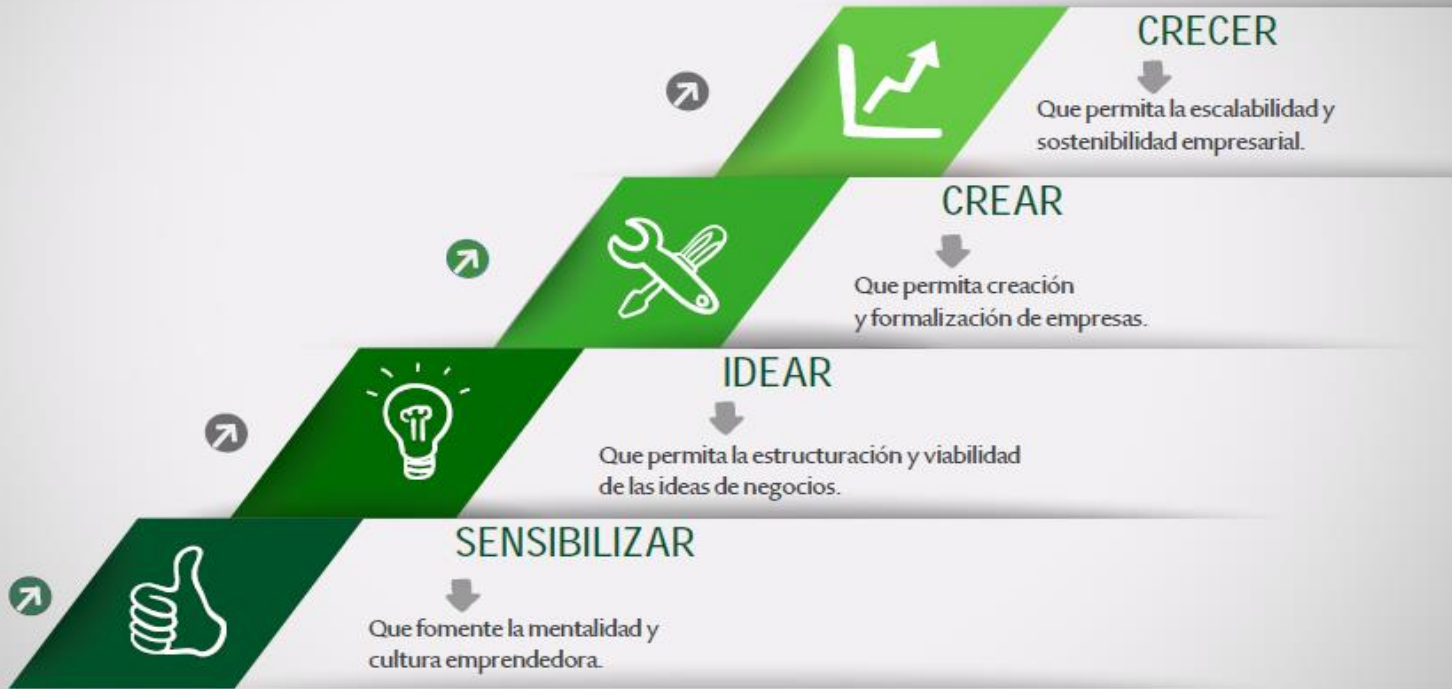 CRECER
Que permita la escalabilidad y
sostenibilidad empresarial.
CREAR
Que permita creación
y formalización de empresas.
IDEAR
Que permita la estructuración y viabilidad
de las ideas de negocios.
SENSIBILIZAR
Que fomente la mentalidad y
cultura emprendedora.